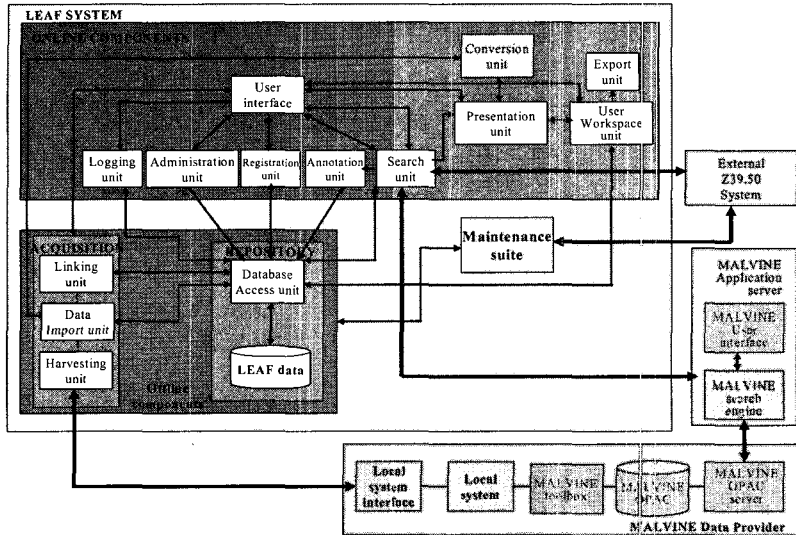 LEAF SYSTEM
ONLINE COMPONENTS
Conversion
unit
Export
unit
User
interface
Presentation
unit
User
Workspace
unit
Logging
unit
Administration
unit
Registration
unit
Annotation
unit
Search
unit
External
Z39.50
System
ACQUISITION
REPOSITORY
Maintenance
suite
Linking
unit
Database
Access unit
MALVINE
Application
server
Data
Import unit
MALVINE
User
interface
Harvesting
unit
LEAF data
MALVINE
search
engine
Offline
components
Local
system
interface
Local
system
MALVINE
toolbox
MALVINE
OPAC
MALVINE
OPAC
server
MALVINE Data Provider